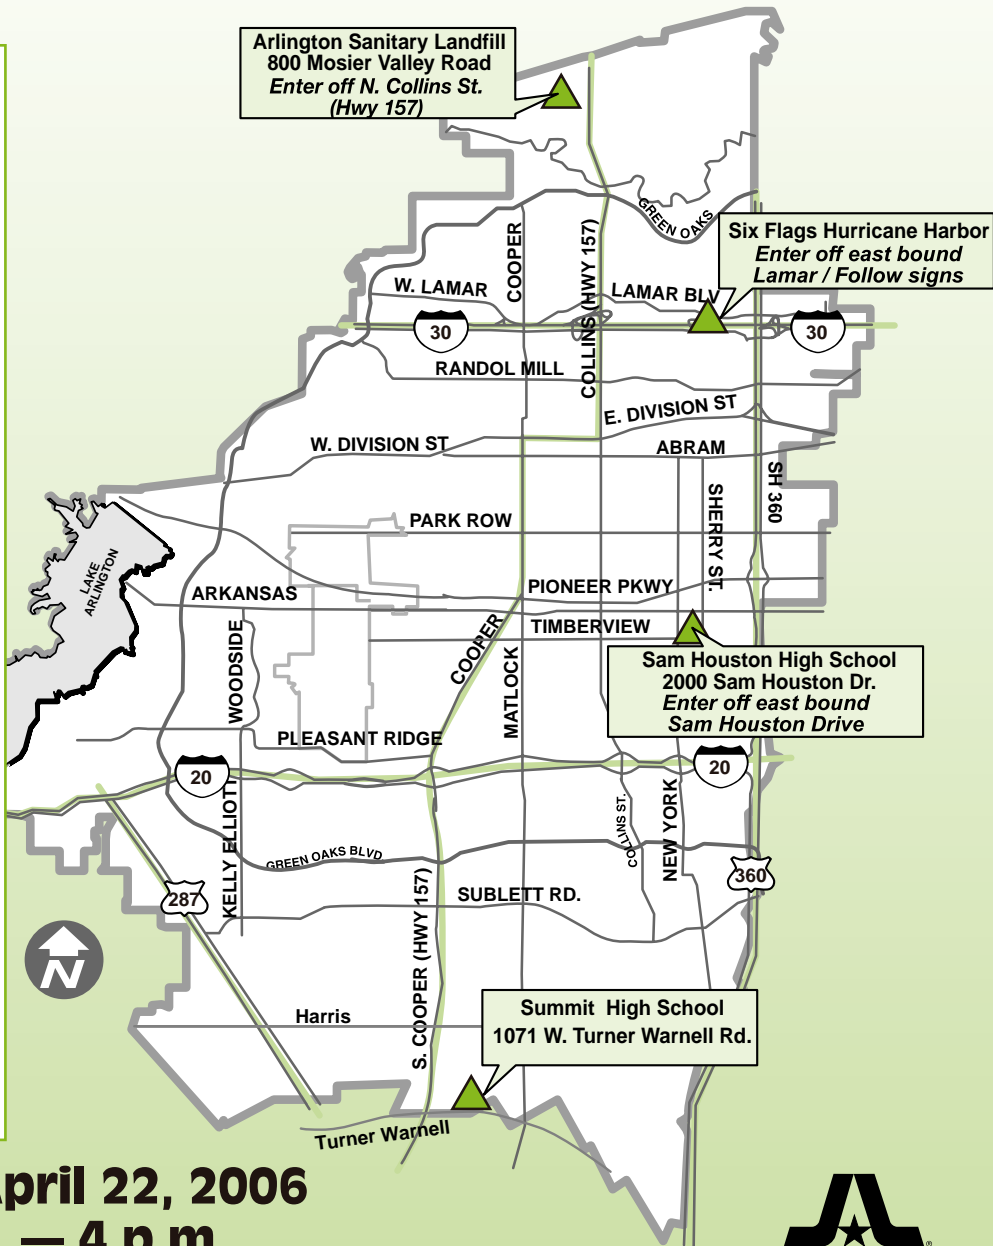 Arlington Sanitary Landfill
800 Mosier Valley Road
Enter off N. Collins St.
(Hwy 157)
GREEN OAKS
Six Flags Hurricane Harbor
Enter off east bound
Lamar / Follow signs
COOPER
COLLINS (HWY 157)
W. LAMAR
LAMAR BLV
30
30
RANDOL MILL
E. DIVISION ST
W. DIVISION ST
ABRAM
SH 360
SHERRY ST.
PARK ROW
LAKE
ARLINGTON
ARKANSAS
PIONEER PKWY
TIMBERVIEW
WOODSIDE
COOPER
MATLOCK
Sam Houston High School
2000 Sam Houston Dr.
Enter off east bound
Sam Houston Drive
PLEASANT RIDGE
20
20
KELLY ELLIOTT
COLLINS ST.
NEW YORK
GREEN OAKS BLVD
360
287
SUBLETT RD.
S. COOPER (HWY 157)
N
Summit High School
1071 W. Turner Warnell Rd.
Harris
Turner Warnell
April 22, 2006
— 4 p.m.
®